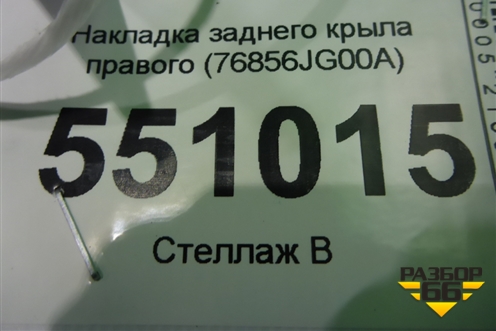 Накладка заднего крыла
правого (76856JG00A)
551015
Стеллаж В
РАЗБОР
66